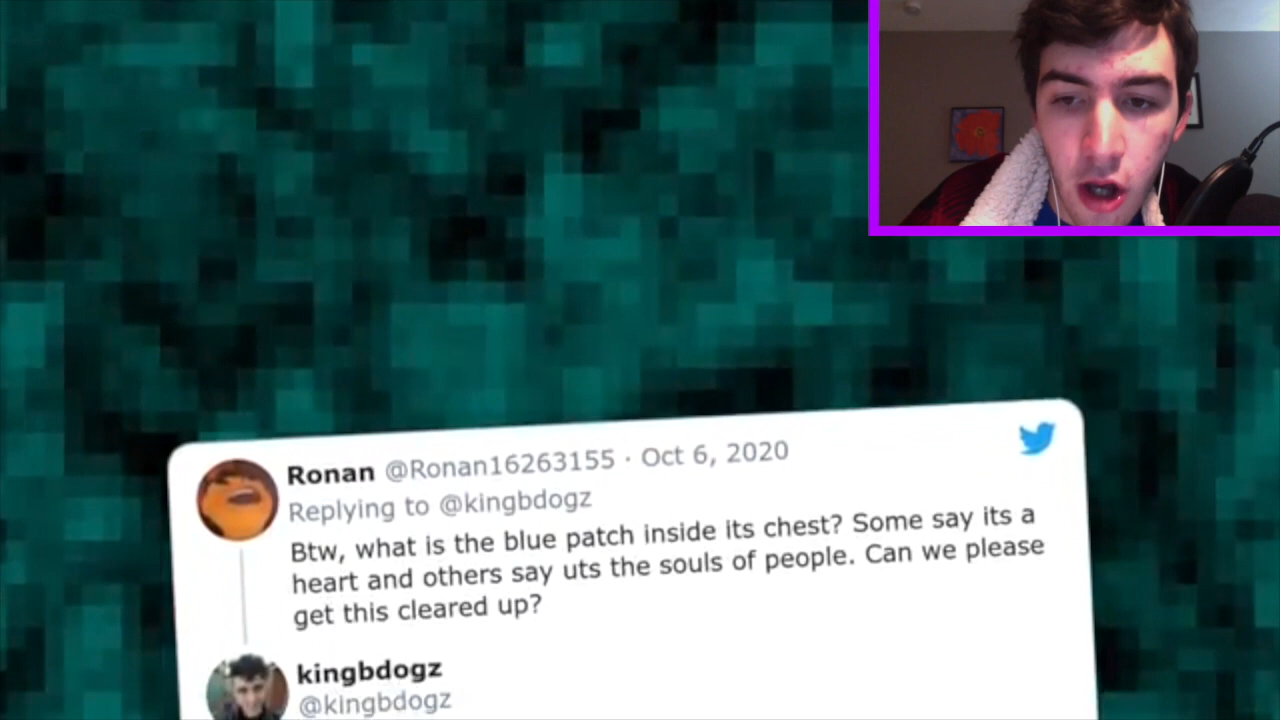 Ronan @Ronan16263155 · Oct 6, 2020
Replying to @kingbdogz
Btw, what is the blue patch inside its chest? Some say its a
heart and others say uts the souls of people. Can we please
get this cleared up?
kingbdogz
@kingbdogz